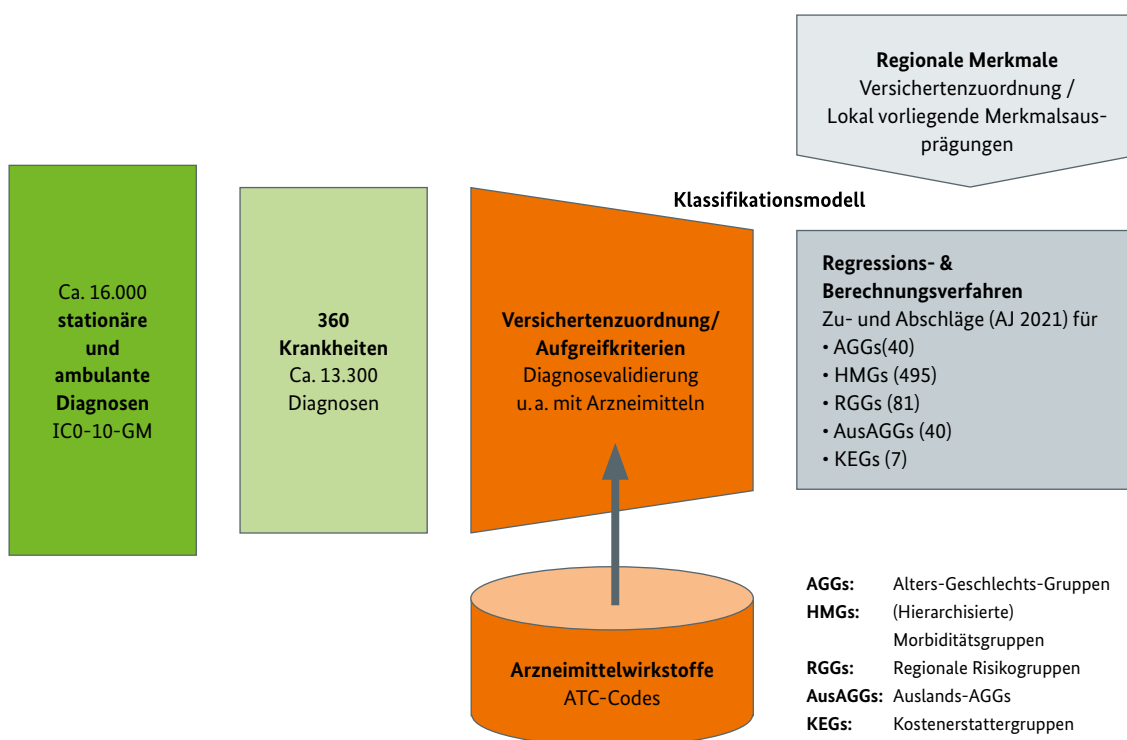 Regionale Merkmale
Versichertenzuordnung /
Lokal vorliegende Merkmalsaus-
prägungen
Klassifikationsmodell
Ca. 16.000
stationäre
und
ambulante
Diagnosen
IC0-10-GM
360
Krankheiten
Ca. 13.300
Diagnosen
Versichertenzuordnung/
Aufgreifkriterien
Diagnosevalidierung
u. a. mit Arzneimitteln
Regressions- &
Berechnungsverfahren
Zu- und Abschläge (AJ 2021) für
• AGGs(40)
• HMGs (495)
• RGGs (81)
• AusAGGs (40)
• KEGs (7)
Arzneimittelwirkstoffe
ATC-Codes
AGGs: Alters-Geschlechts-Gruppen
HMGs: (Hierarchisierte)
Morbiditätsgruppen
RGGs: Regionale Risikogruppen
AusAGGs: Auslands-AGGs
KEGs: Kostenerstattergruppen